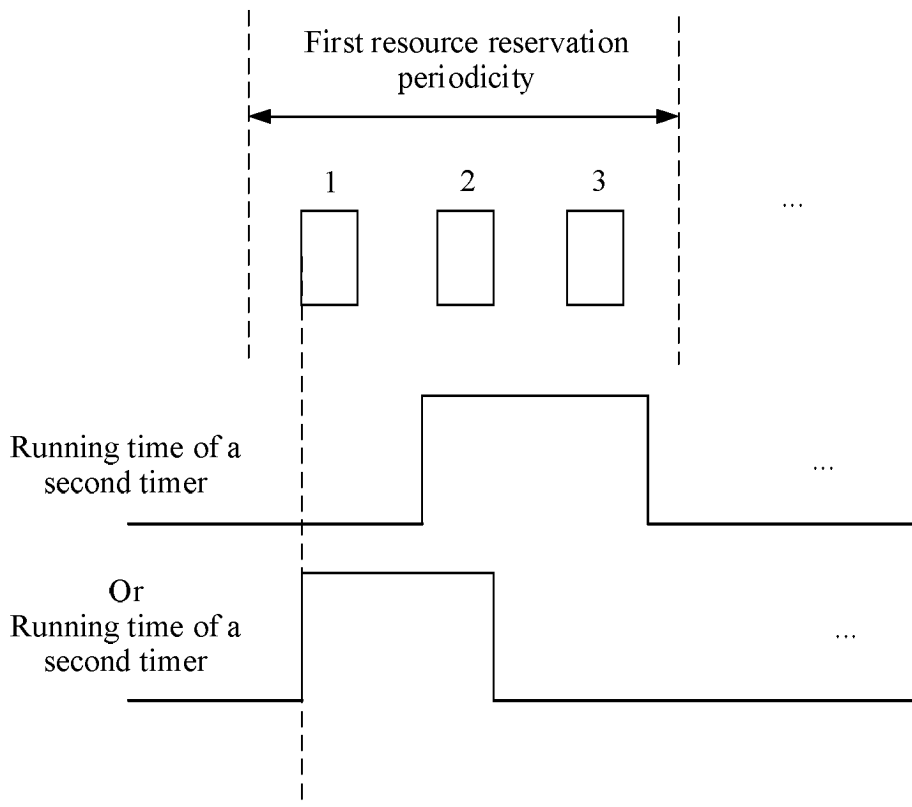 First resource reservation
periodicity
1 2 3
...
Running time of a
second timer
...
Or
Running time of a
second timer
...